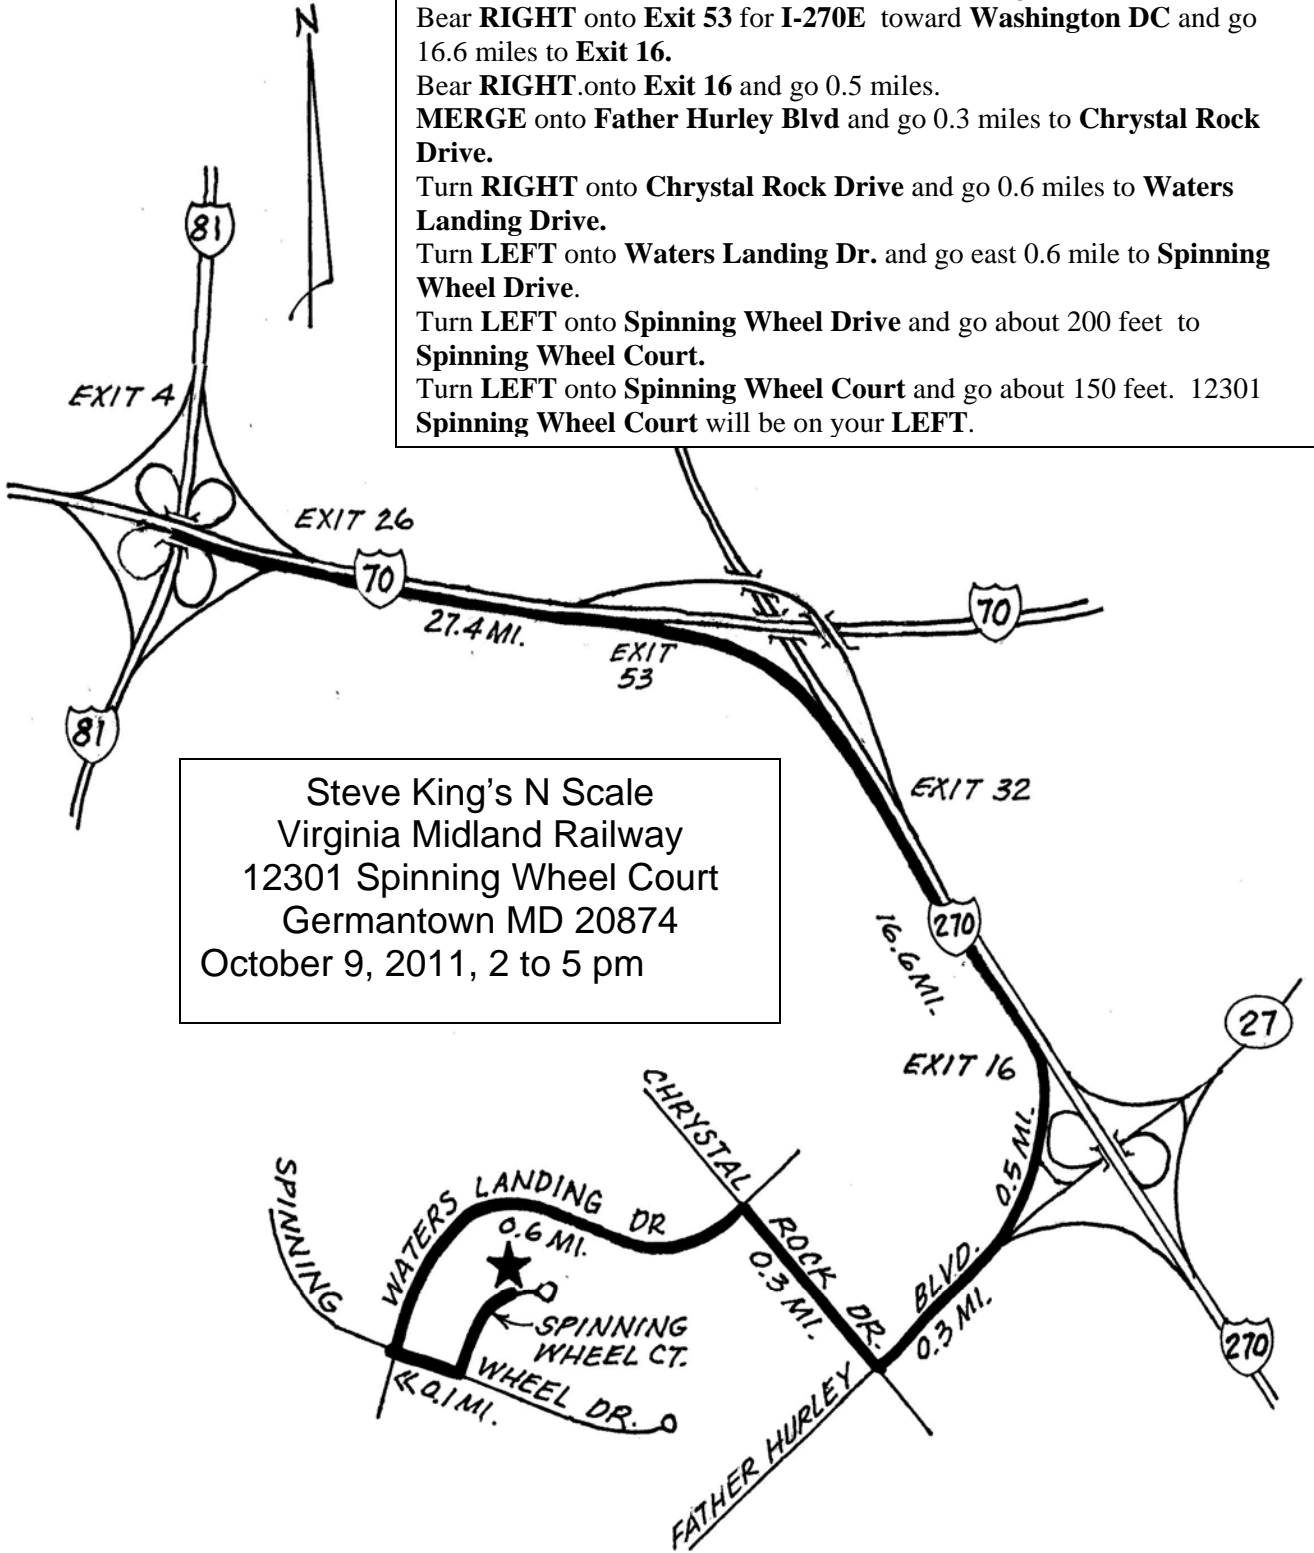 N
Bear RIGHT onto Exit 53 for I-270E toward Washington DC and go
16.6 miles to Exit 16.
Bear RIGHT.onto Exit 16 and go 0.5 miles.
MERGE onto Father Hurley Blvd and go 0.3 miles to Chrystal Rock
Drive.
Turn RIGHT onto Chrystal Rock Drive and go 0.6 miles to Waters
Landing Drive.
Turn LEFT onto Waters Landing Dr. and go east 0.6 mile to Spinning
Wheel Drive.
Turn LEFT onto Spinning Wheel Drive and go about 200 feet to
Spinning Wheel Court.
Turn LEFT onto Spinning Wheel Court and go about 150 feet. 12301
Spinning Wheel Court will be on your LEFT.
81
EXIT 4
EXIT 26
70
27.4 MI.
EXIT
53
70
81
EXIT 32
Steve King's N Scale
Virginia Midland Railway
12301 Spinning Wheel Court
Germantown MD 20874
October 9, 2011, 2 to 5 pm
270
16.6 MI.
27
EXIT 16
0.5 MI.
CHRYSTAL
ROCK DR.
0.3 MI.
BLVD.
0.3 MI.
FATHER HURLEY
WATERS LANDING DR
0.6 MI.
SPINNING
SPINNING
WHEEL CT.
WHEEL DR.
<<0.1 MI.
270